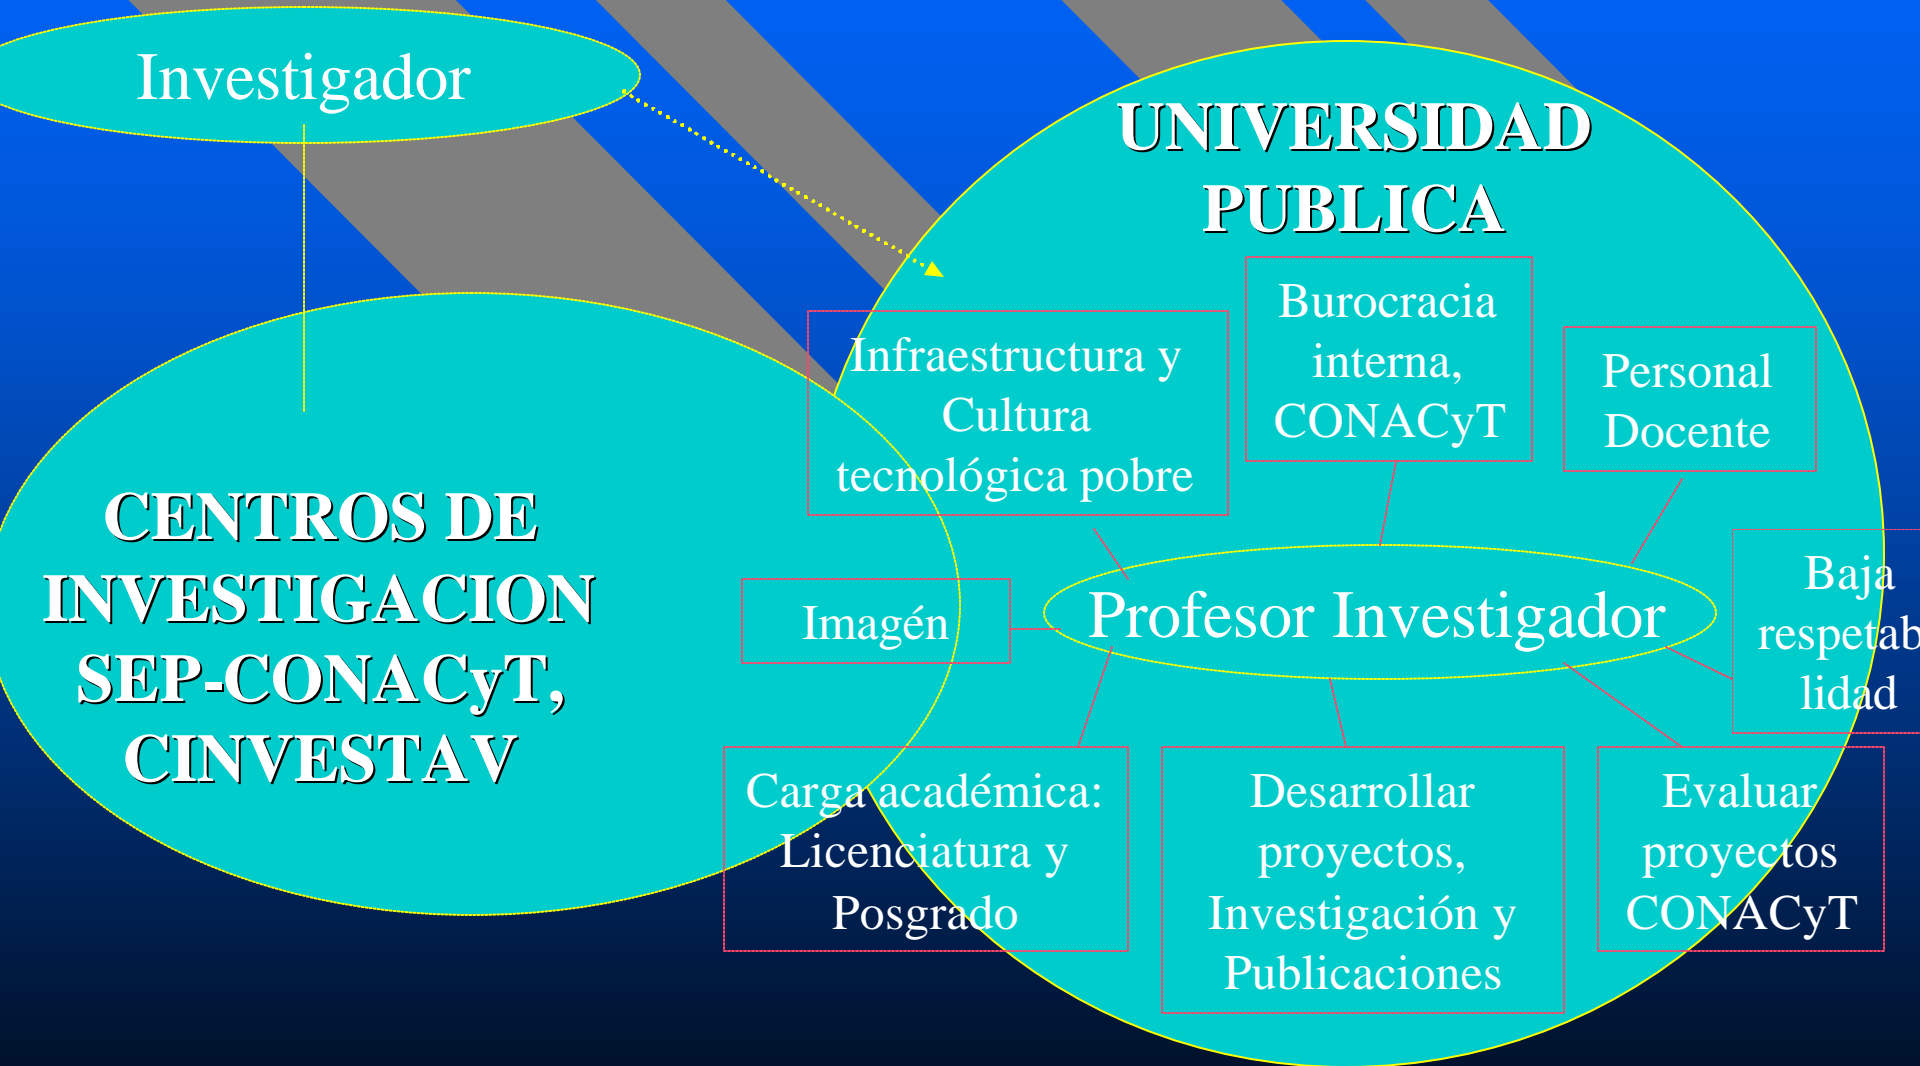 Investigador
UNIVERSIDAD
PUBLICA
CENTROS DE
INVESTIGACION
SEP-CONACyT,
CINVESTAV
Infraestructura y
Cultura
tecnológica pobre
Burocracia
interna,
CONACyT
Personal
Docente
Imagén
Profesor Investigador
Baja
respetab
lidad
Carga académica:
Licenciatura y
Posgrado
Desarrollar
proyectos,
Investigación y
Publicaciones
Evaluar
proyectos
CONACyT